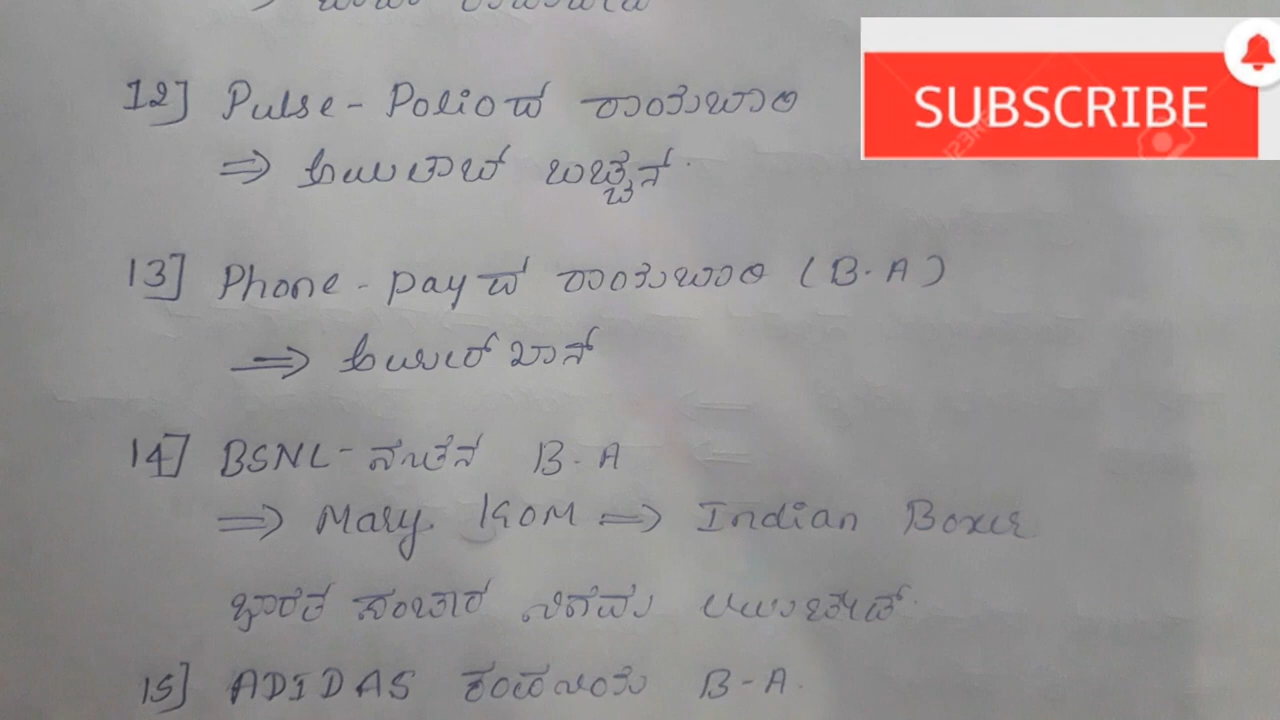 SUBSCRIBE
12] Pulse-Polioದ ರಾಯಭಾರಿ
⇒ ಅಮಿತಾಬ್ ಬಚ್ಚನ್.
13] Phone-payದ ರಾಯಭಾರಿ (B.A)
⇒ ಅಮೀರ್ ಖಾನ್
14] BSNL- B.A
⇒ Mary. KOM ⇒ Indian Boxer
ಭಾರತ ಸಂಚಾರ ನಿಗಮ ಲಿಮಿಟೆಡ್.
15] ADIDAS ಕಂಪನಿಯ B-A.